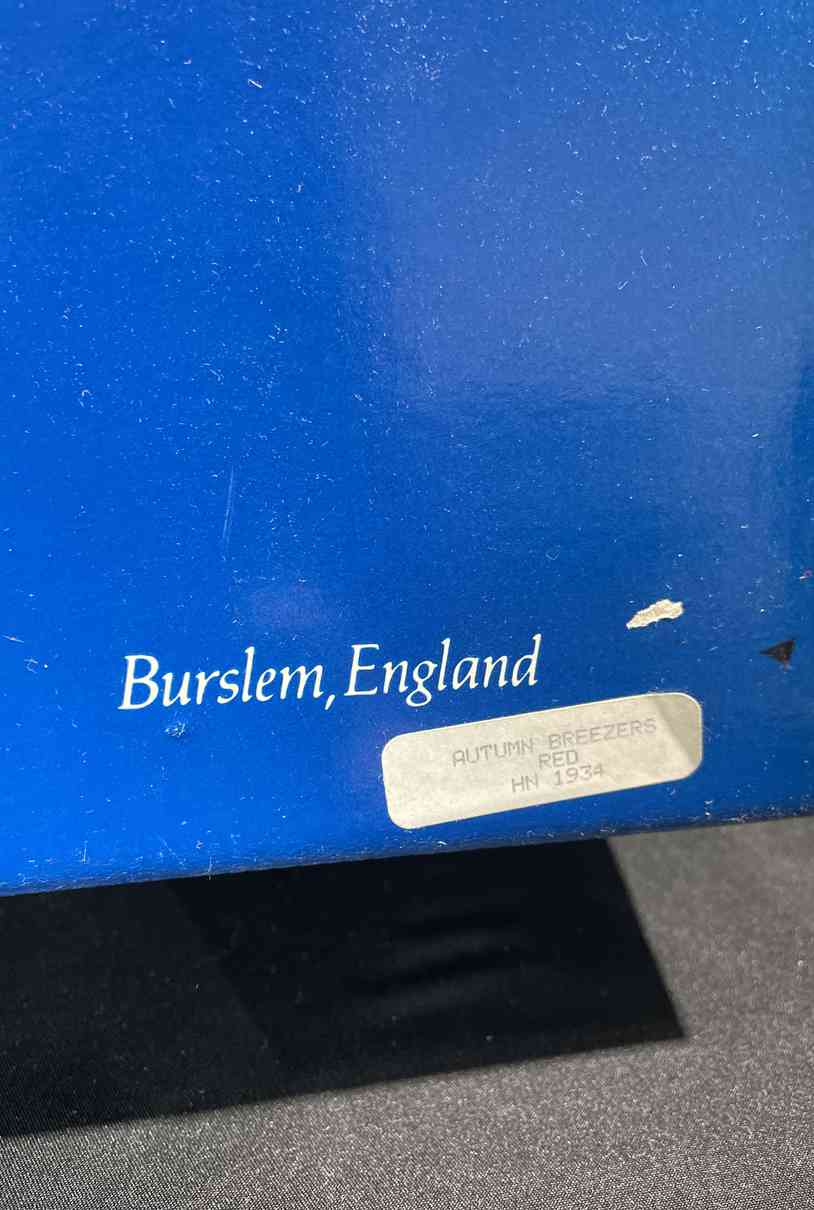 Burslem, England
AUTUMN BREEZERS
RED
HN 1934